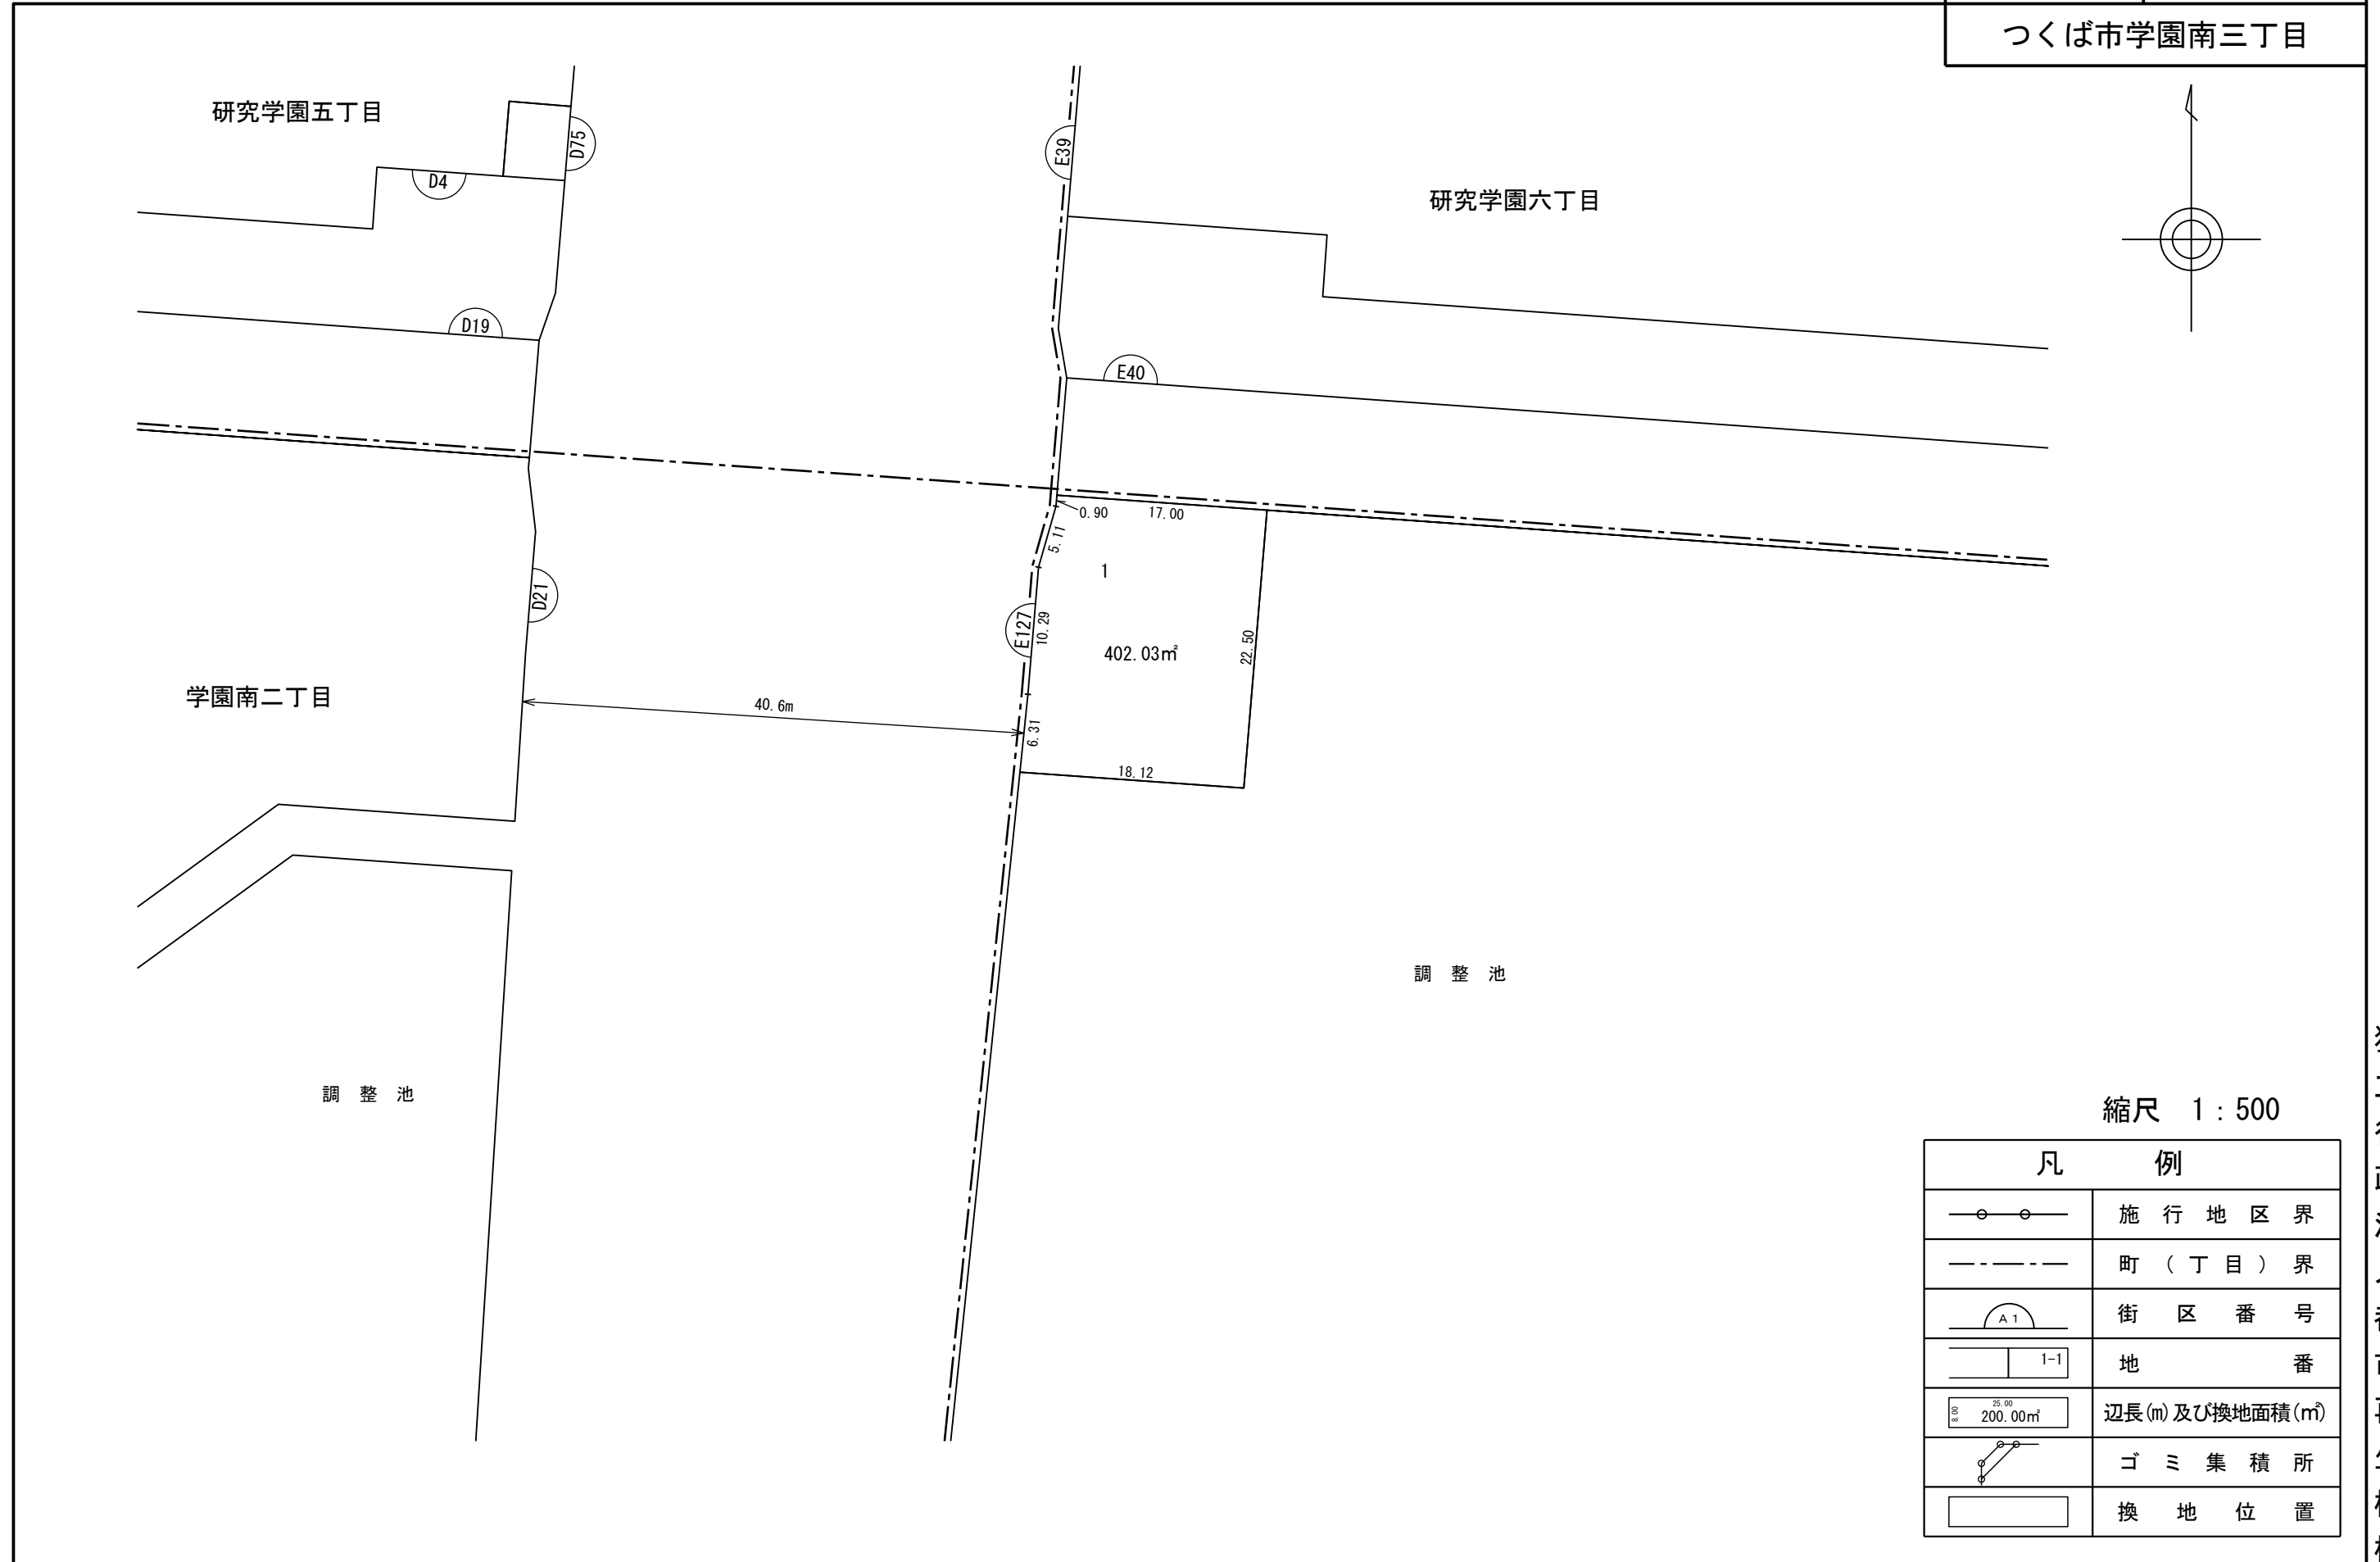 つくば市学園南三丁目
研究学園五丁目
D75
E39
D4
研究学園六丁目
D19
E40
0.90
17.00
5.11
1
D21
E127
10.29
402.03㎡
22.50
学園南二丁目
40.6m
6.31
18.12
調 整 池
調 整 池
縮尺 1:500
凡 例
施 行 地 区 界
町 ( 丁 目 ) 界
A1
街 区 番 号
1-1
地 番
25.00
8.00
200.00㎡
辺長(m)及び換地面積(㎡)
ゴ ミ 集 積 所
換 地 位 置